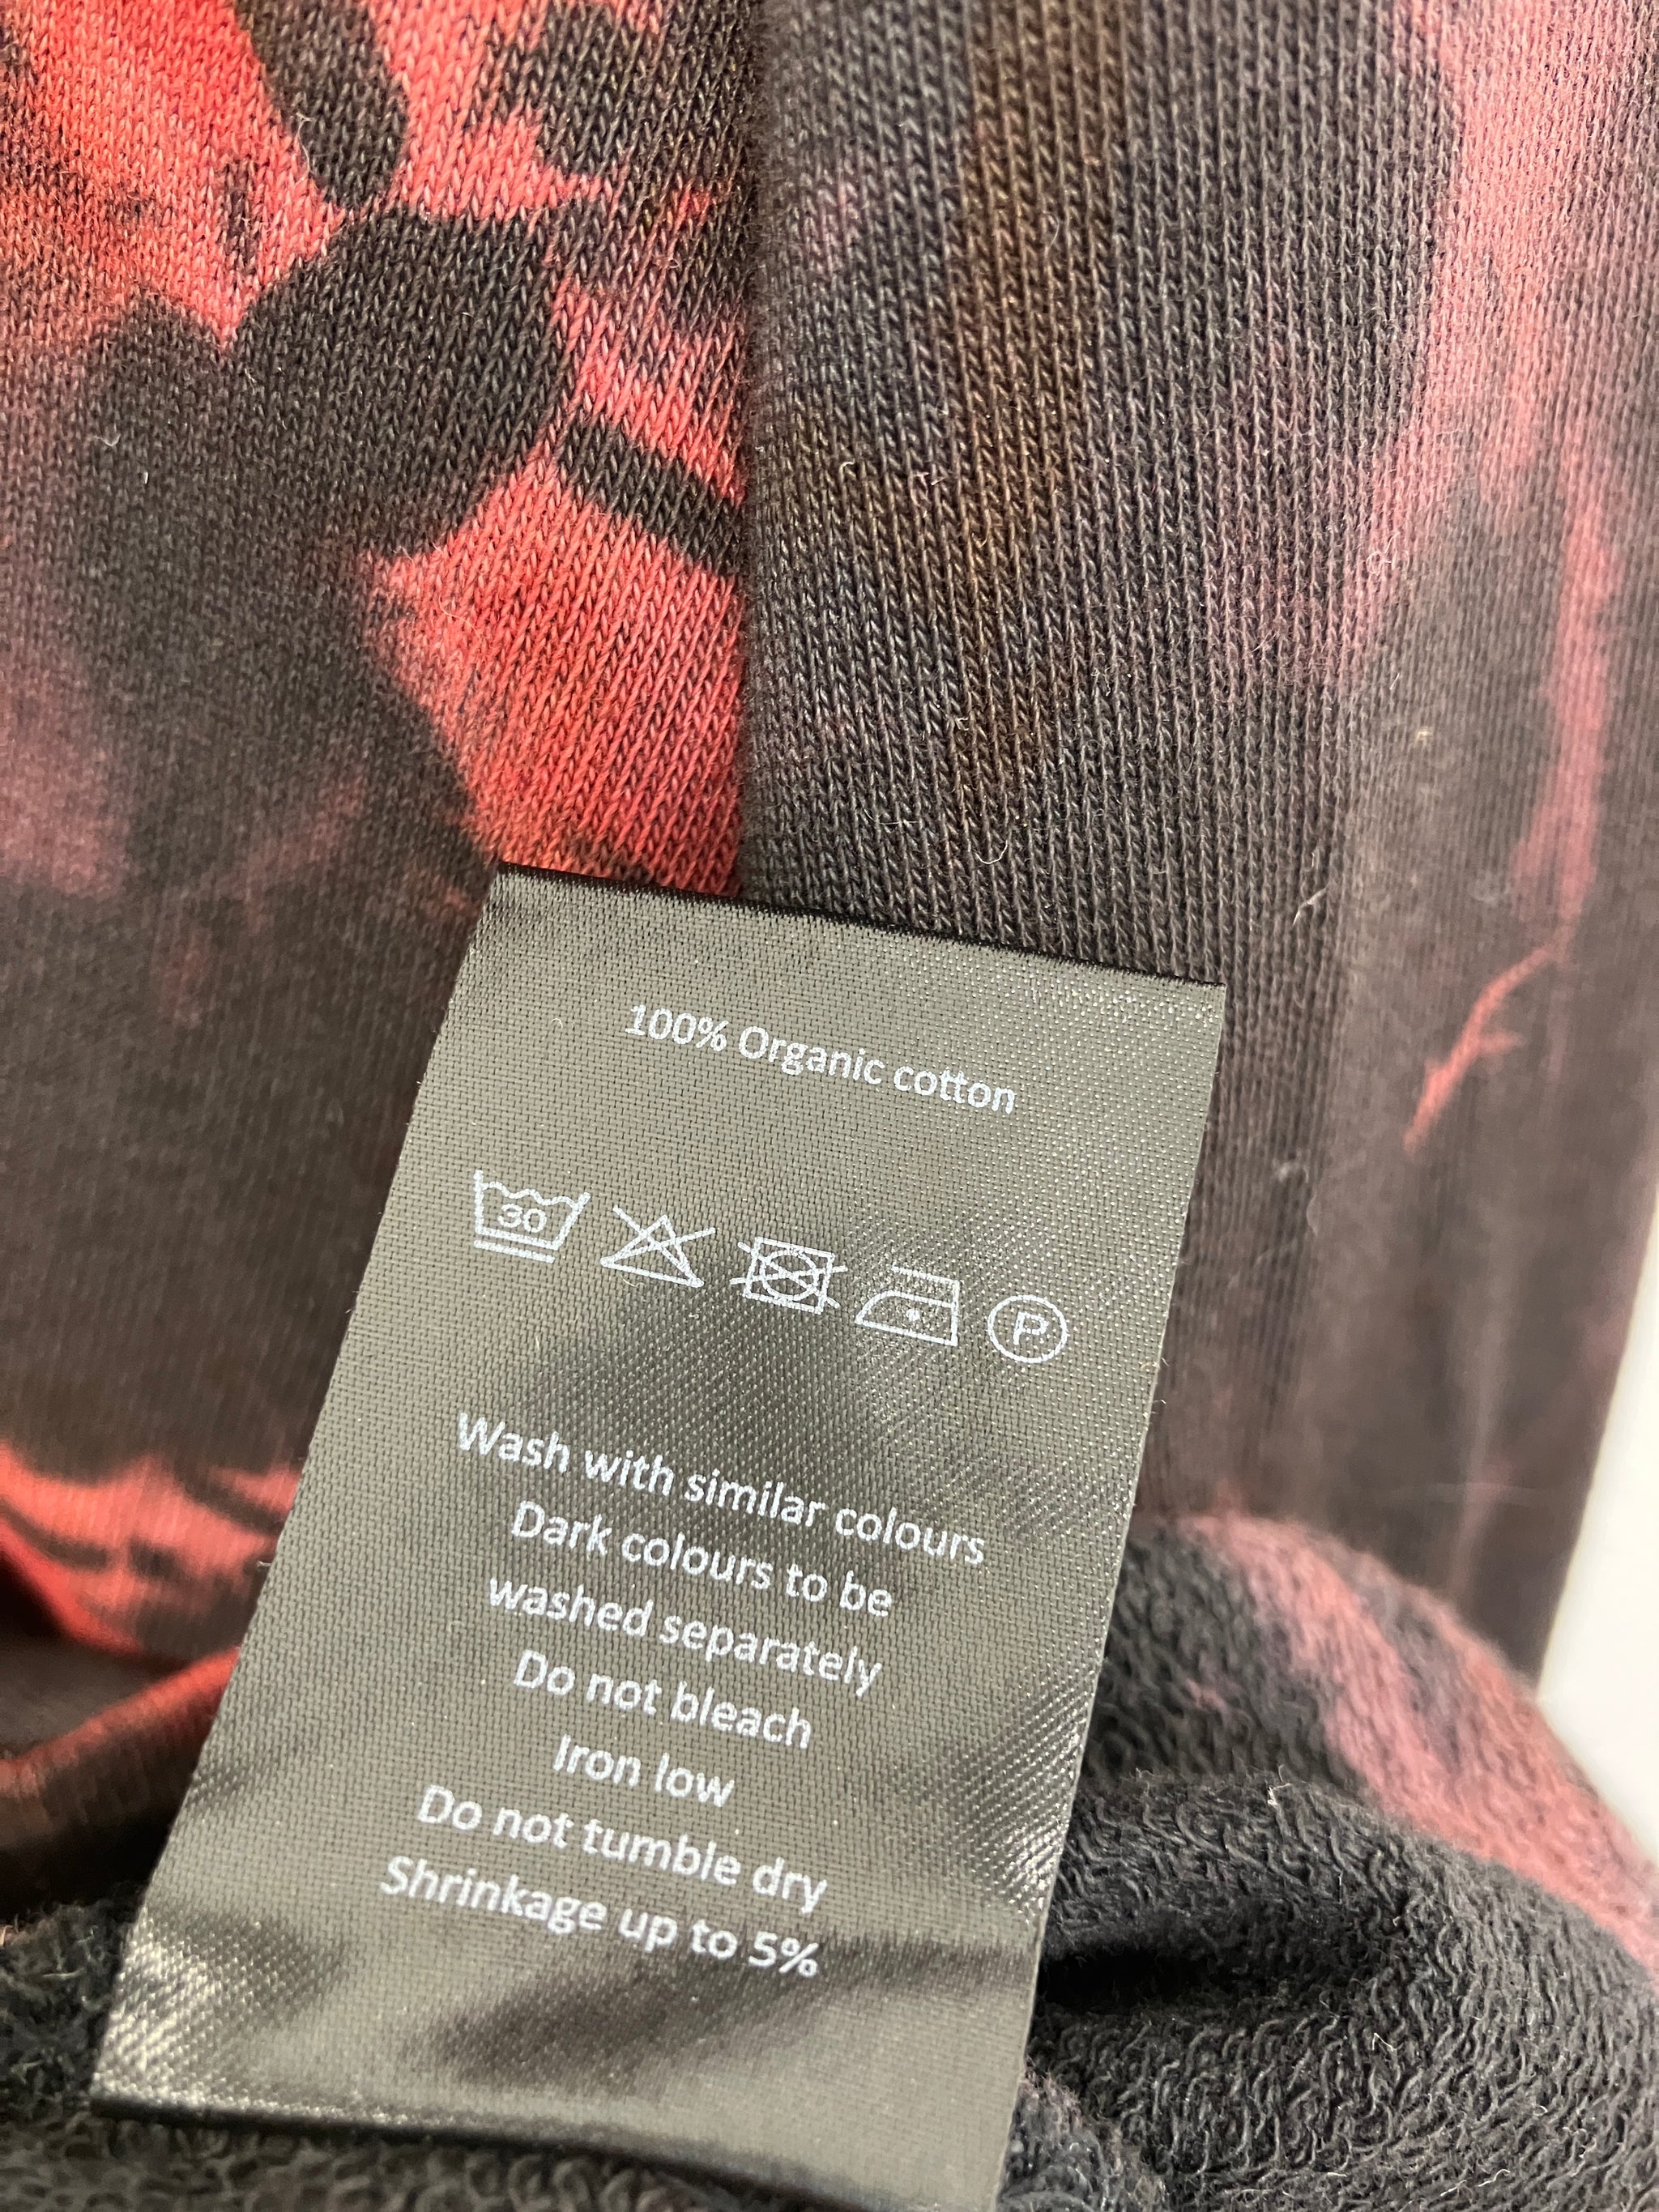 100% Organic cotton
30
P
Wash with similar colours
Dark colours to be
washed separately
Do not bleach
Iron low
Do not tumble dry
Shrinkage up to 5%